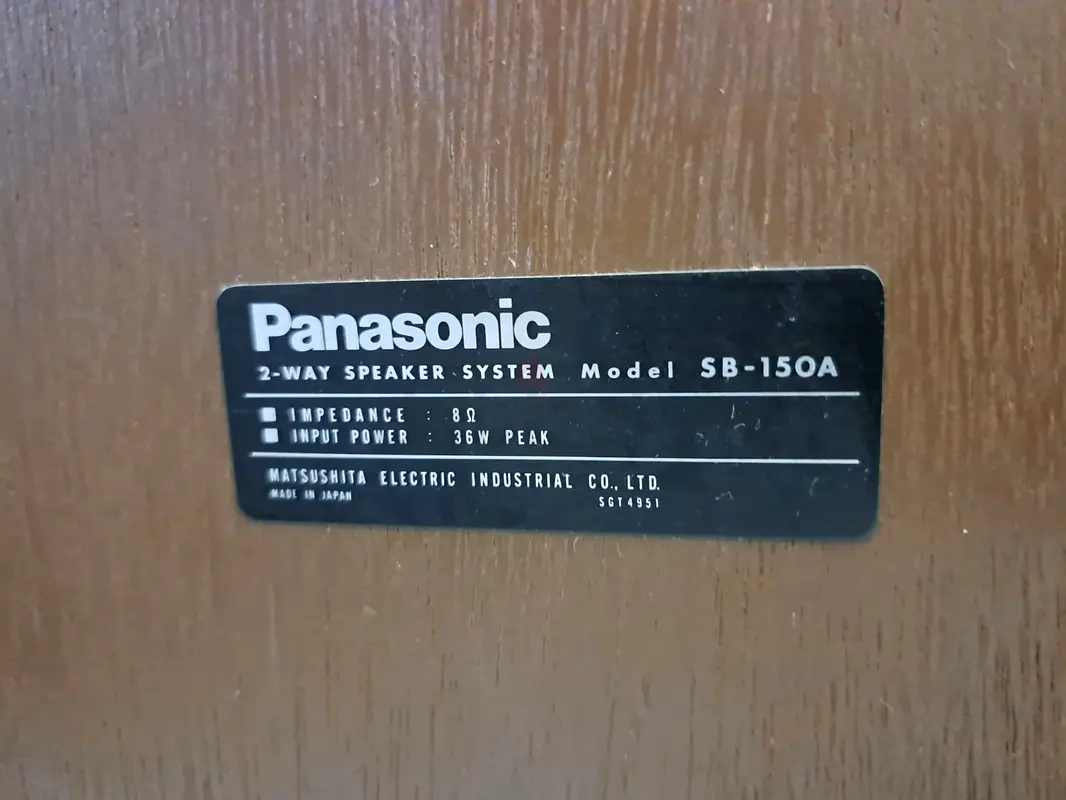 Panasonic
2-WAY SPEAKER SYSTEM Model SB-150A
IMPEDANCE : 8Ω
INPUT POWER : 36W PEAK
MATSUSHITA ELECTRIC INDUSTRIAL CO., LTD.
MADE IN JAPAN SGT4951